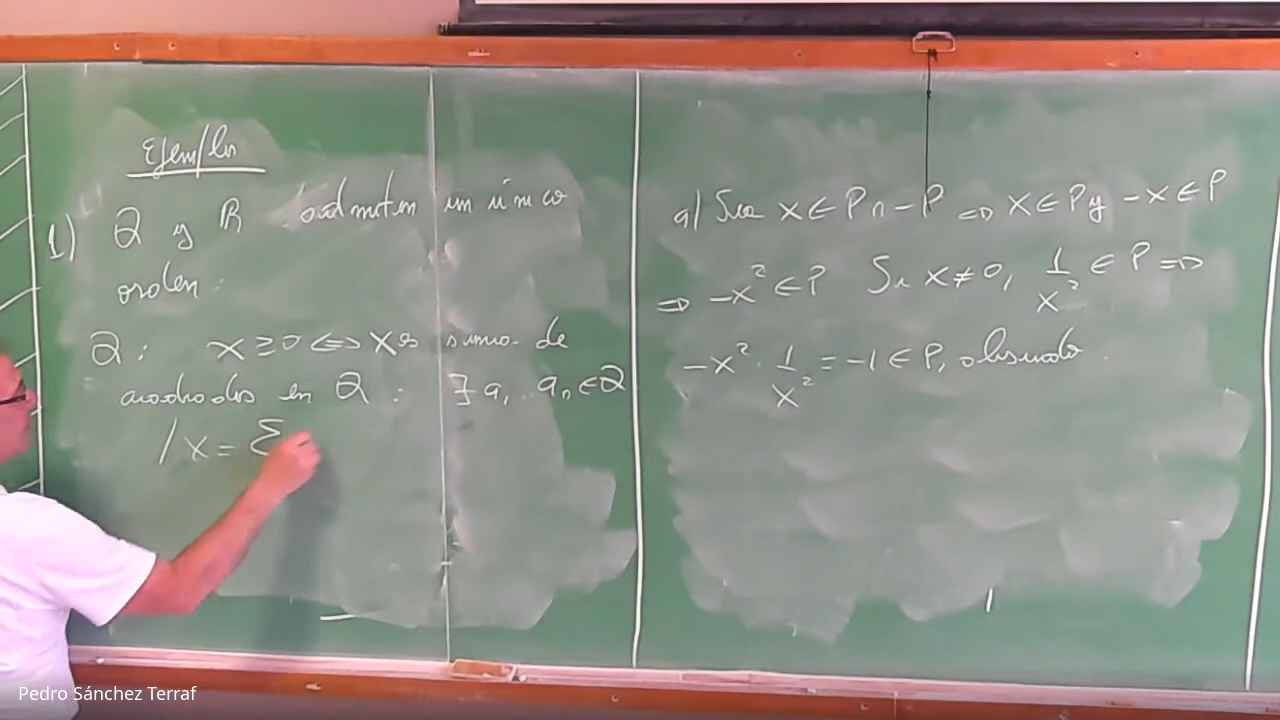 Ejemplos
1) Q y R admiten un único
orden.
Q: x ≥ 0 ⟺ x es suma de
cuadrados en Q : ∃ a₁ .. aₙ ∈ Q
/ x = Σ
a) Sea x ∈ P ∩ -P ⇒ x ∈ P y -x ∈ P
⇒ -x² ∈ P Si x ≠ 0, 1/x² ∈ P ⇒
-x² · 1/x² = -1 ∈ P, absurdo.
Pedro Sánchez Terraf